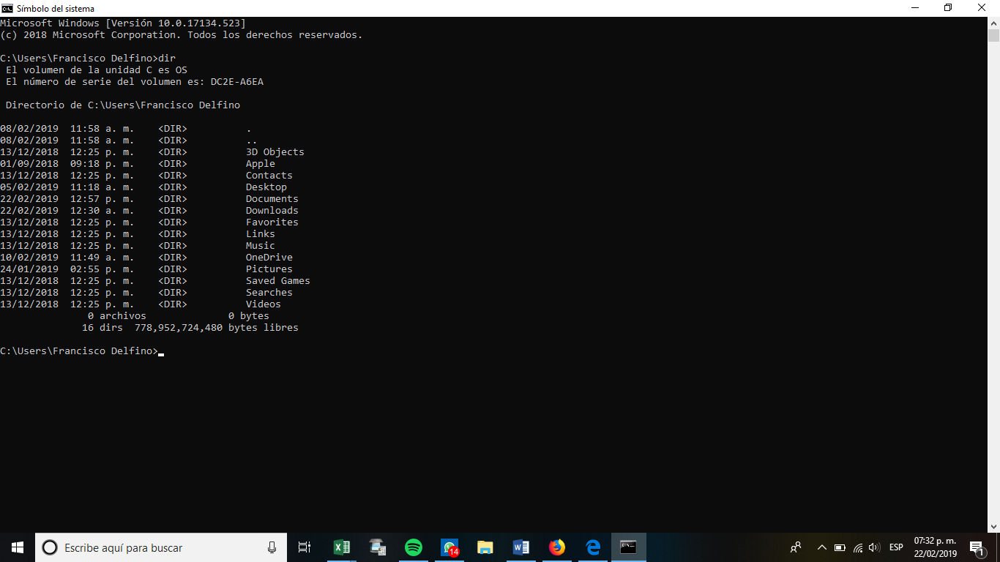 Símbolo del sistema
Microsoft Windows [Versión 10.0.17134.523]
(c) 2018 Microsoft Corporation. Todos los derechos reservados.
C:\Users\Francisco Delfino>dir
El volumen de la unidad C es OS
El número de serie del volumen es: DC2E-A6EA
Directorio de C:\Users\Francisco Delfino
08/02/2019  11:58 a. m.    <DIR>          .
08/02/2019  11:58 a. m.    <DIR>          ..
13/12/2018  12:25 p. m.    <DIR>          3D Objects
01/09/2018  09:18 p. m.    <DIR>          Apple
13/12/2018  12:25 p. m.    <DIR>          Contacts
05/02/2019  11:18 a. m.    <DIR>          Desktop
22/02/2019  12:57 p. m.    <DIR>          Documents
22/02/2019  12:30 a. m.    <DIR>          Downloads
13/12/2018  12:25 p. m.    <DIR>          Favorites
13/12/2018  12:25 p. m.    <DIR>          Links
13/12/2018  12:25 p. m.    <DIR>          Music
10/02/2019  11:49 a. m.    <DIR>          OneDrive
24/01/2019  02:55 p. m.    <DIR>          Pictures
13/12/2018  12:25 p. m.    <DIR>          Saved Games
13/12/2018  12:25 p. m.    <DIR>          Searches
13/12/2018  12:25 p. m.    <DIR>          Videos
0 archivos              0 bytes
16 dirs  778,952,724,480 bytes libres
C:\Users\Francisco Delfino>
Escribe aquí para buscar
14
ESP
07:32 p. m.
22/02/2019
1